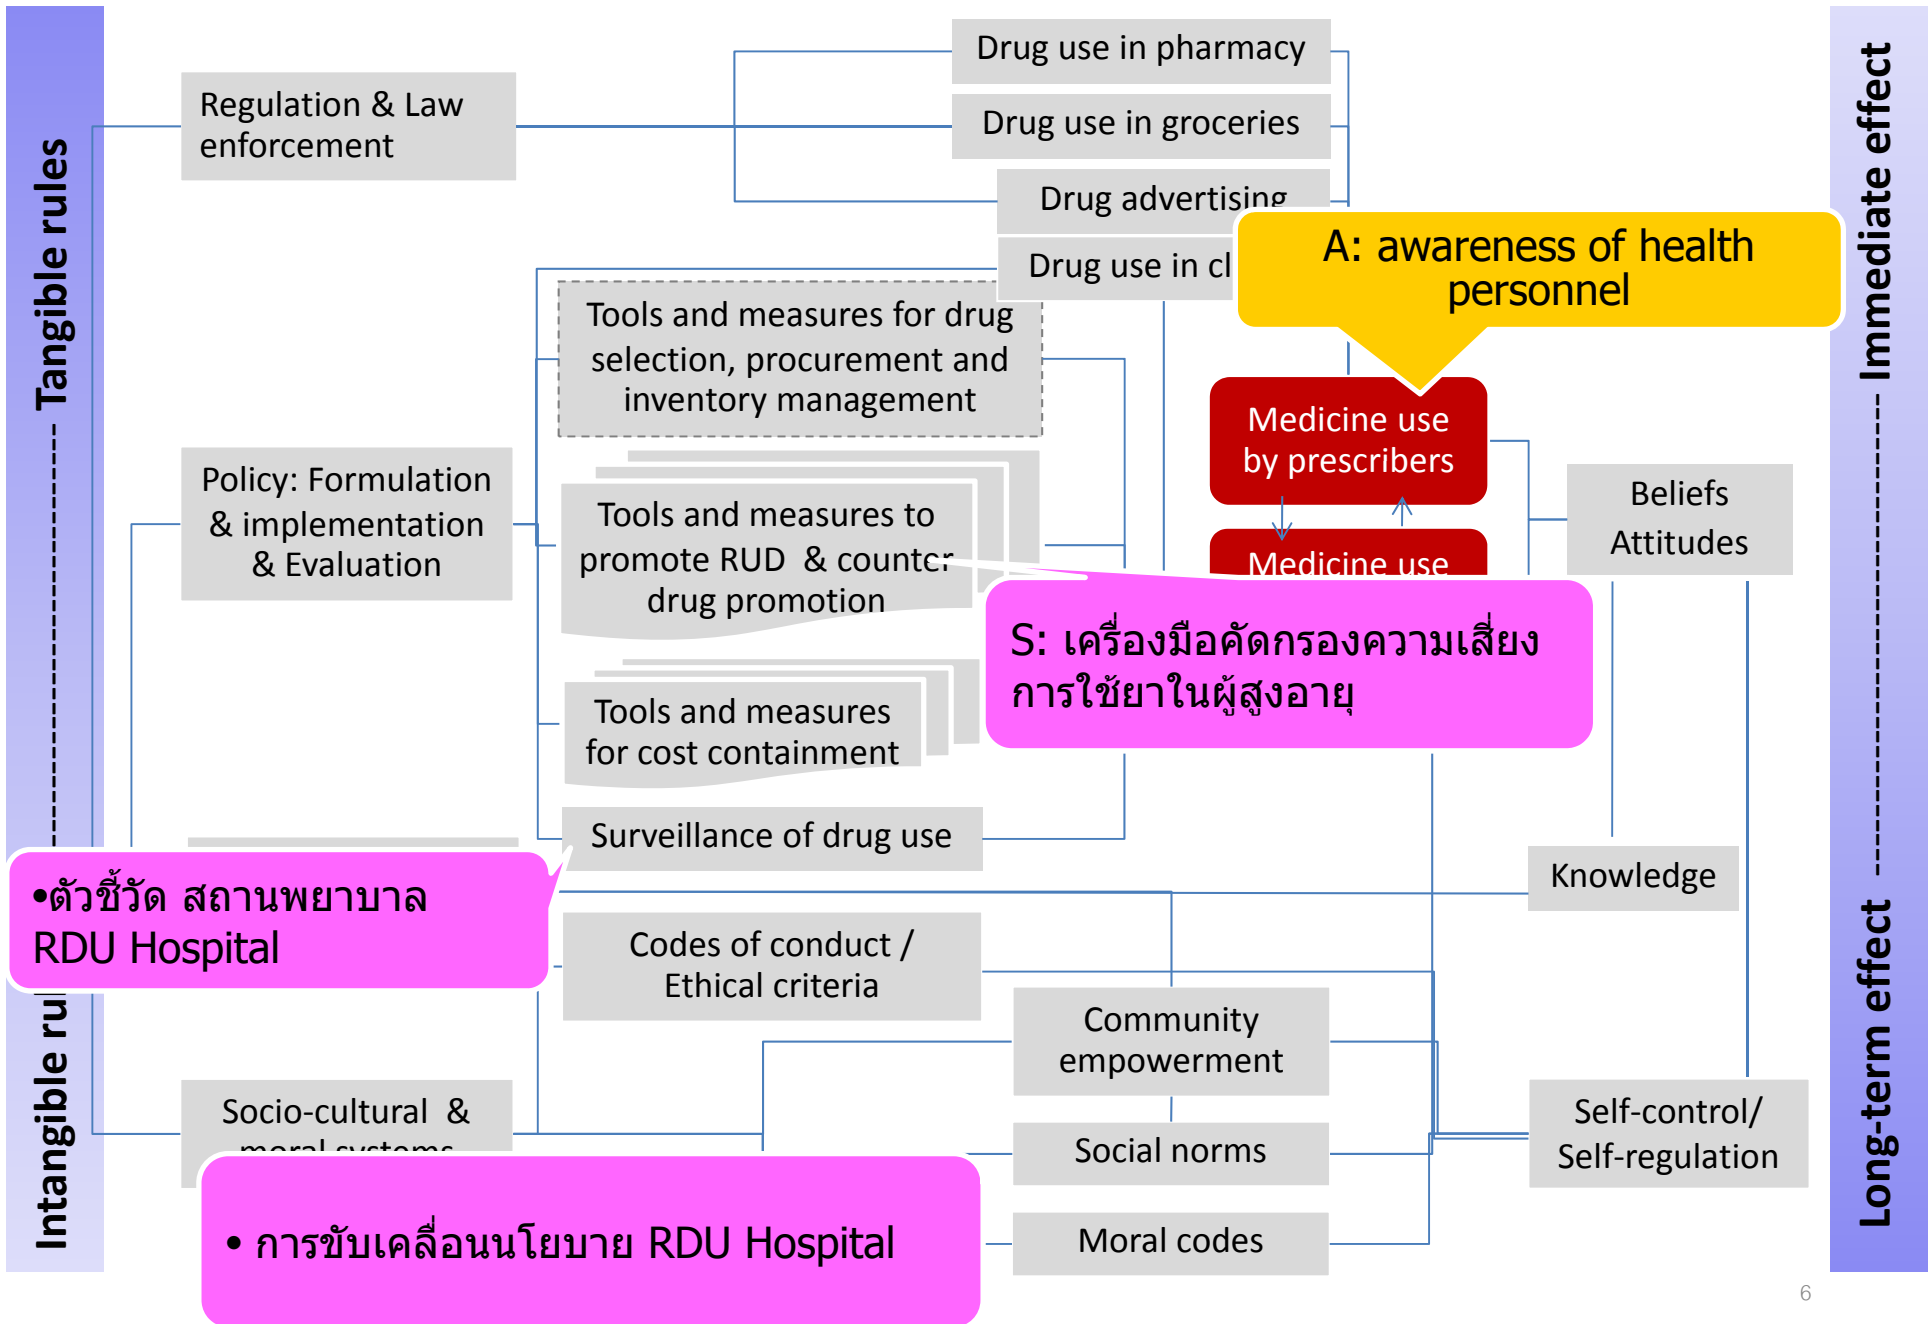 Tangible rules
Intangible
Immediate effect
Long-term effect
Drug use in pharmacy
Regulation & Law
enforcement
Drug use in groceries
Drug advertising
Drug use in
A: awareness of health
personnel
Tools and measures for drug
selection, procurement and
inventory management
Medicine use
by prescribers
Policy: Formulation
& implementation
& Evaluation
Beliefs
Attitudes
Tools and measures to
promote RUD & counter
drug promotion
Medicine use
S: เครื่องมือคัดกรองความเสี่ยง
การใช้ยาในผู้สูงอายุ
Tools and measures
for cost containment
Surveillance of drug use
Knowledge
•ตัวชี้วัด สถานพยาบาล
RDU Hospital
Codes of conduct /
Ethical criteria
Community
empowerment
Socio-cultural &
moral systems
Social norms
Self-control/
Self-regulation
• การขับเคลื่อนนโยบาย RDU Hospital
Moral codes
6